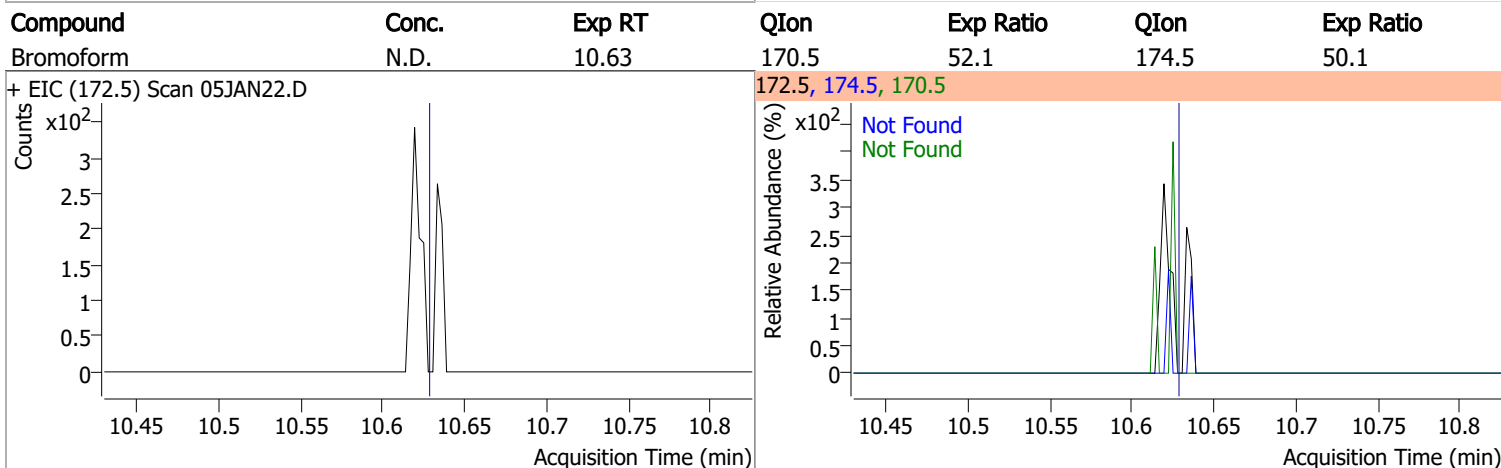 Compound Conc. Exp RT QIon Exp Ratio QIon Exp Ratio
Bromoform N.D. 10.63 170.5 52.1 174.5 50.1
+ EIC (172.5) Scan 05JAN22.D
Counts
x10²
3
2.5
2
1.5
1
0.5
0
10.45 10.5 10.55 10.6 10.65 10.7 10.75 10.8
Acquisition Time (min)
172.5, 174.5, 170.5
Relative Abundance (%)
x10²
Not Found
Not Found
3.5
3
2.5
2
1.5
1
0.5
0
10.45 10.5 10.55 10.6 10.65 10.7 10.75 10.8
Acquisition Time (min)